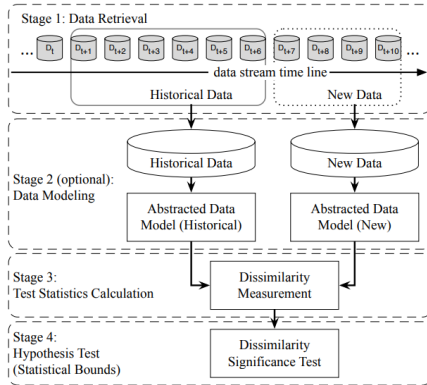 Stage 1: Data Retrieval
... Dt Dt+1 Dt+2 Dt+3 Dt+4 Dt+5 Dt+6 Dt+7 Dt+8 Dt+9 Dt+10 ...
data stream time line
Historical Data New Data
Historical Data New Data
Stage 2 (optional):
Data Modeling
Abstracted Data Abstracted Data
Model (Historical) Model (New)
Stage 3:
Test Statistics Calculation
Dissimilarity
Measurement
Stage 4:
Hypothesis Test
(Statistical Bounds)
Dissimilarity
Significance Test